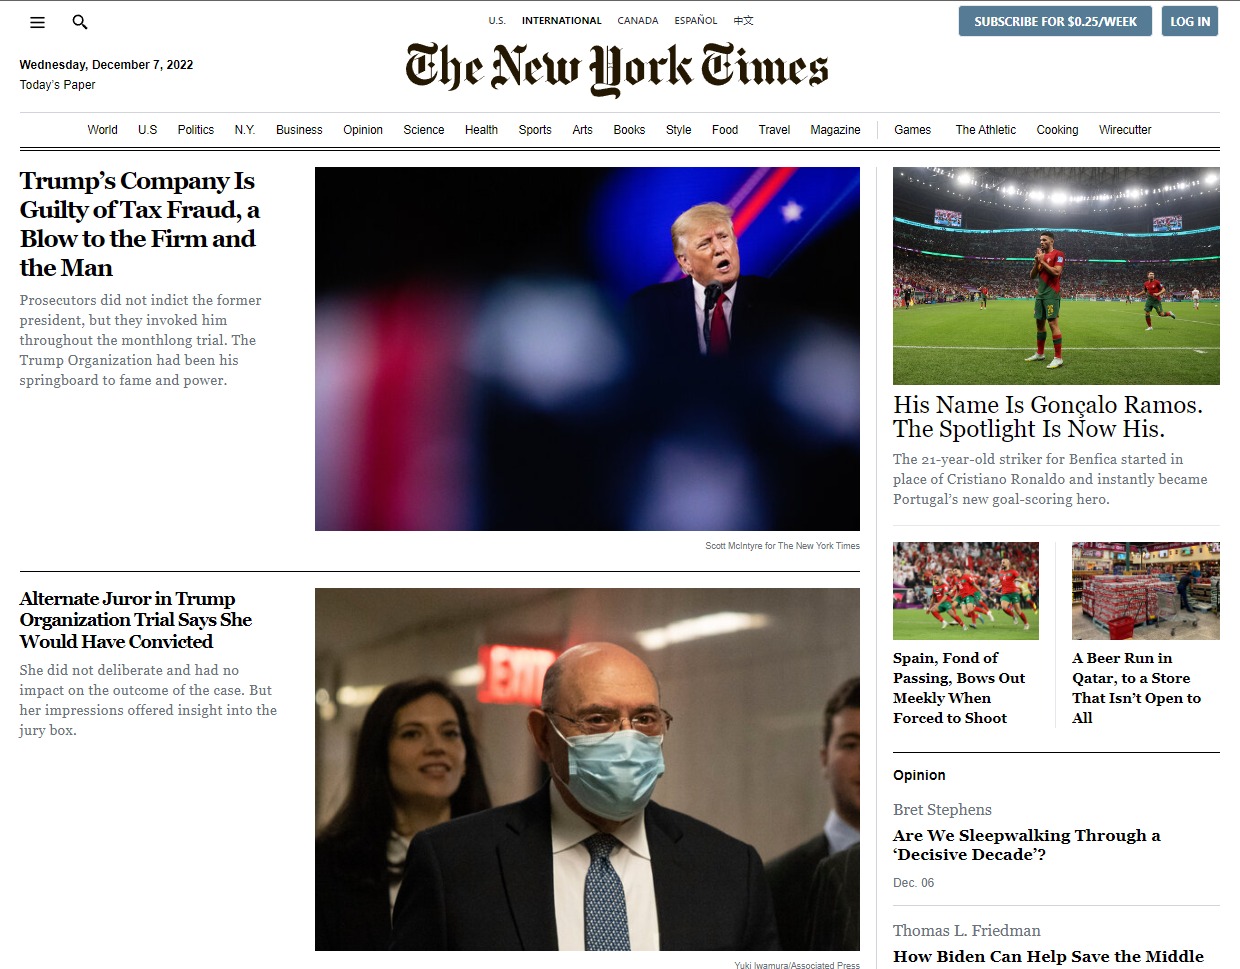 U.S. INTERNATIONAL CANADA ESPAÑOL 中文
SUBSCRIBE FOR $0.25/WEEK LOG IN
Wednesday, December 7, 2022
Today's Paper
The New York Times
World U.S Politics N.Y. Business Opinion Science Health Sports Arts Books Style Food Travel Magazine Games The Athletic Cooking Wirecutter
Trump's Company Is
Guilty of Tax Fraud, a
Blow to the Firm and
the Man
Prosecutors did not indict the former
president, but they invoked him
throughout the monthlong trial. The
Trump Organization had been his
springboard to fame and power.
Scott McIntyre for The New York Times
Alternate Juror in Trump
Organization Trial Says She
Would Have Convicted
She did not deliberate and had no
impact on the outcome of the case. But
her impressions offered insight into the
jury box.
EXIT
Yuki Iwamura/Associated Press
His Name Is Gonçalo Ramos.
The Spotlight Is Now His.
The 21-year-old striker for Benfica started in
place of Cristiano Ronaldo and instantly became
Portugal's new goal-scoring hero.
Spain, Fond of
Passing, Bows Out
Meekly When
Forced to Shoot
A Beer Run in
Qatar, to a Store
That Isn't Open to
All
Opinion
Bret Stephens
Are We Sleepwalking Through a
‘Decisive Decade’?
Dec. 06
Thomas L. Friedman
How Biden Can Help Save the Middle